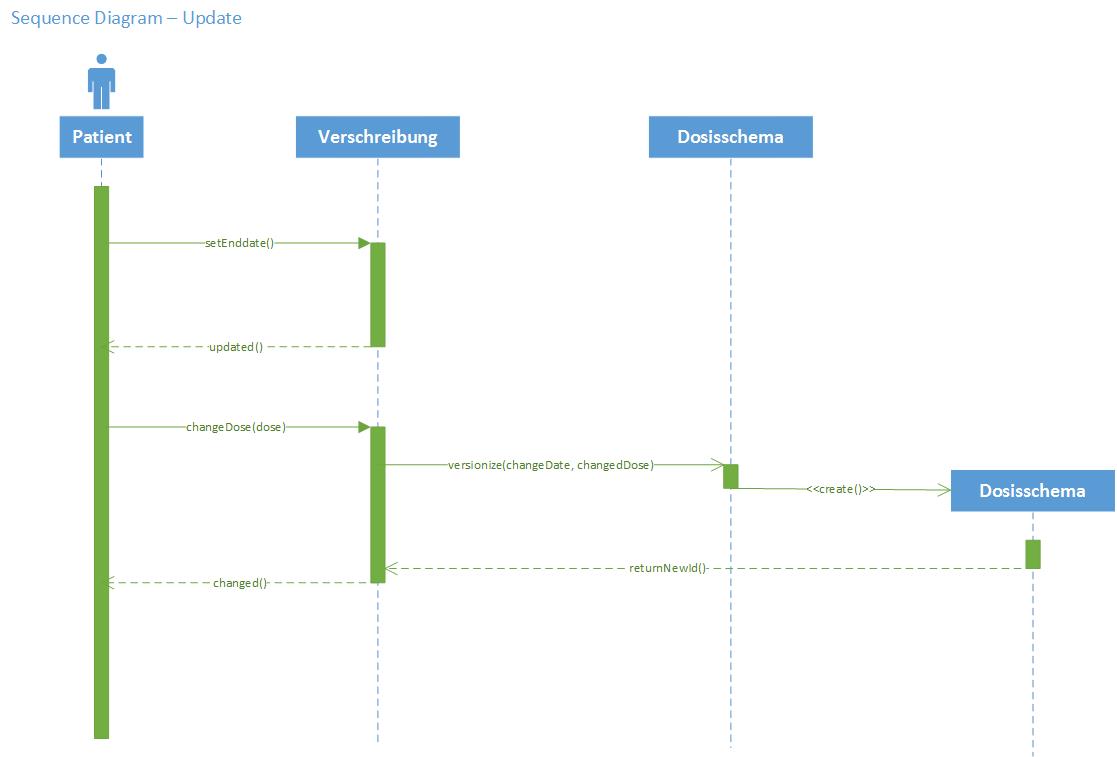 Sequence Diagram – Update
Patient
Verschreibung
Dosisschema
setEnddate()
updated()
changeDose(dose)
versionize(changeDate, changedDose)
<<create()>>
Dosisschema
returnNewId()
changed()